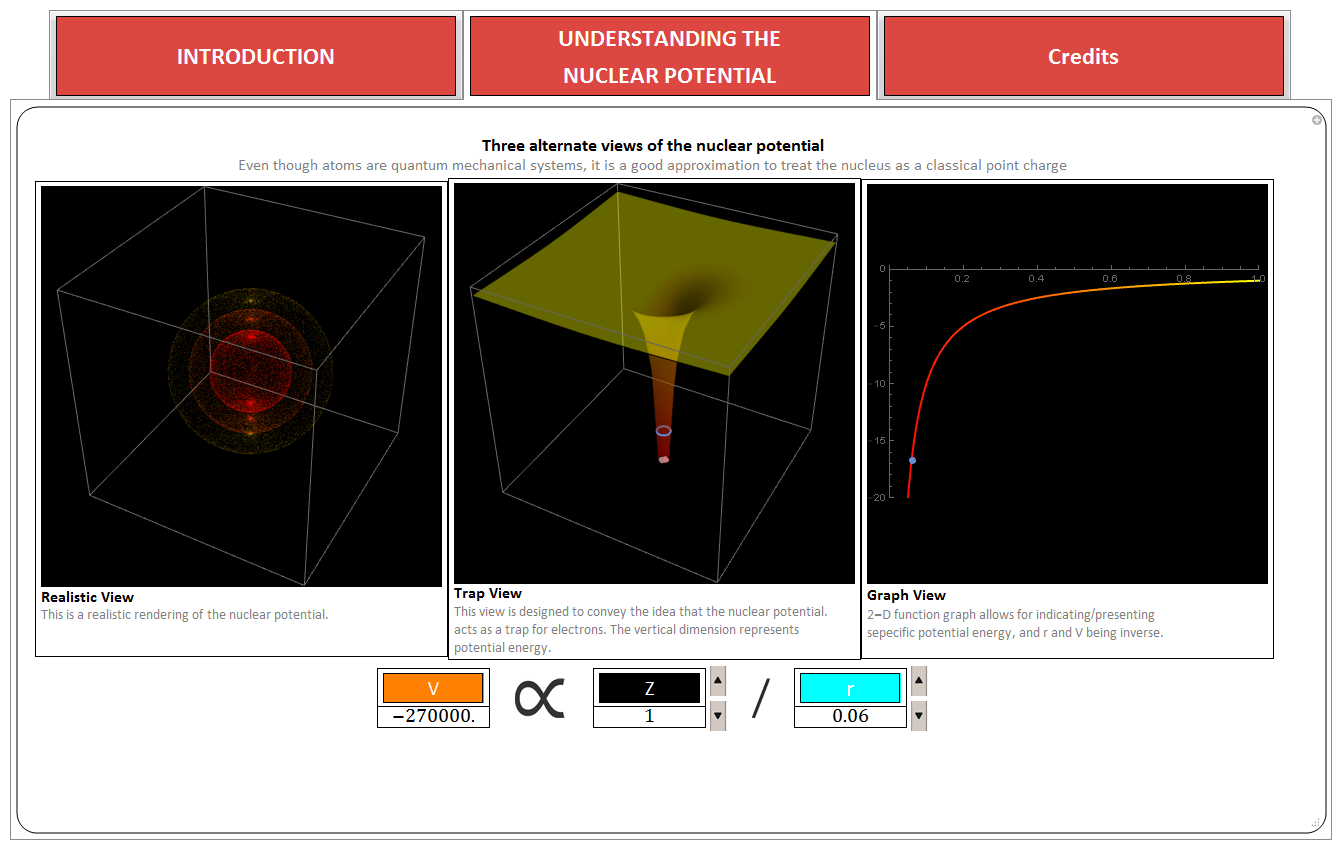 INTRODUCTION
UNDERSTANDING THE
NUCLEAR POTENTIAL
Credits
Three alternate views of the nuclear potential
Even though atoms are quantum mechanical systems, it is a good approximation to treat the nucleus as a classical point charge
0
0.2
0.4
0.6
0.8
1.0
-5
-10
-15
-20
Realistic View
This is a realistic rendering of the nuclear potential.
Trap View
This view is designed to convey the idea that the nuclear potential.
acts as a trap for electrons. The vertical dimension represents
potential energy.
Graph View
2−D function graph allows for indicating/presenting
sepecific potential energy, and r and V being inverse.
V ∝ Z / r
−270000. 1 0.06